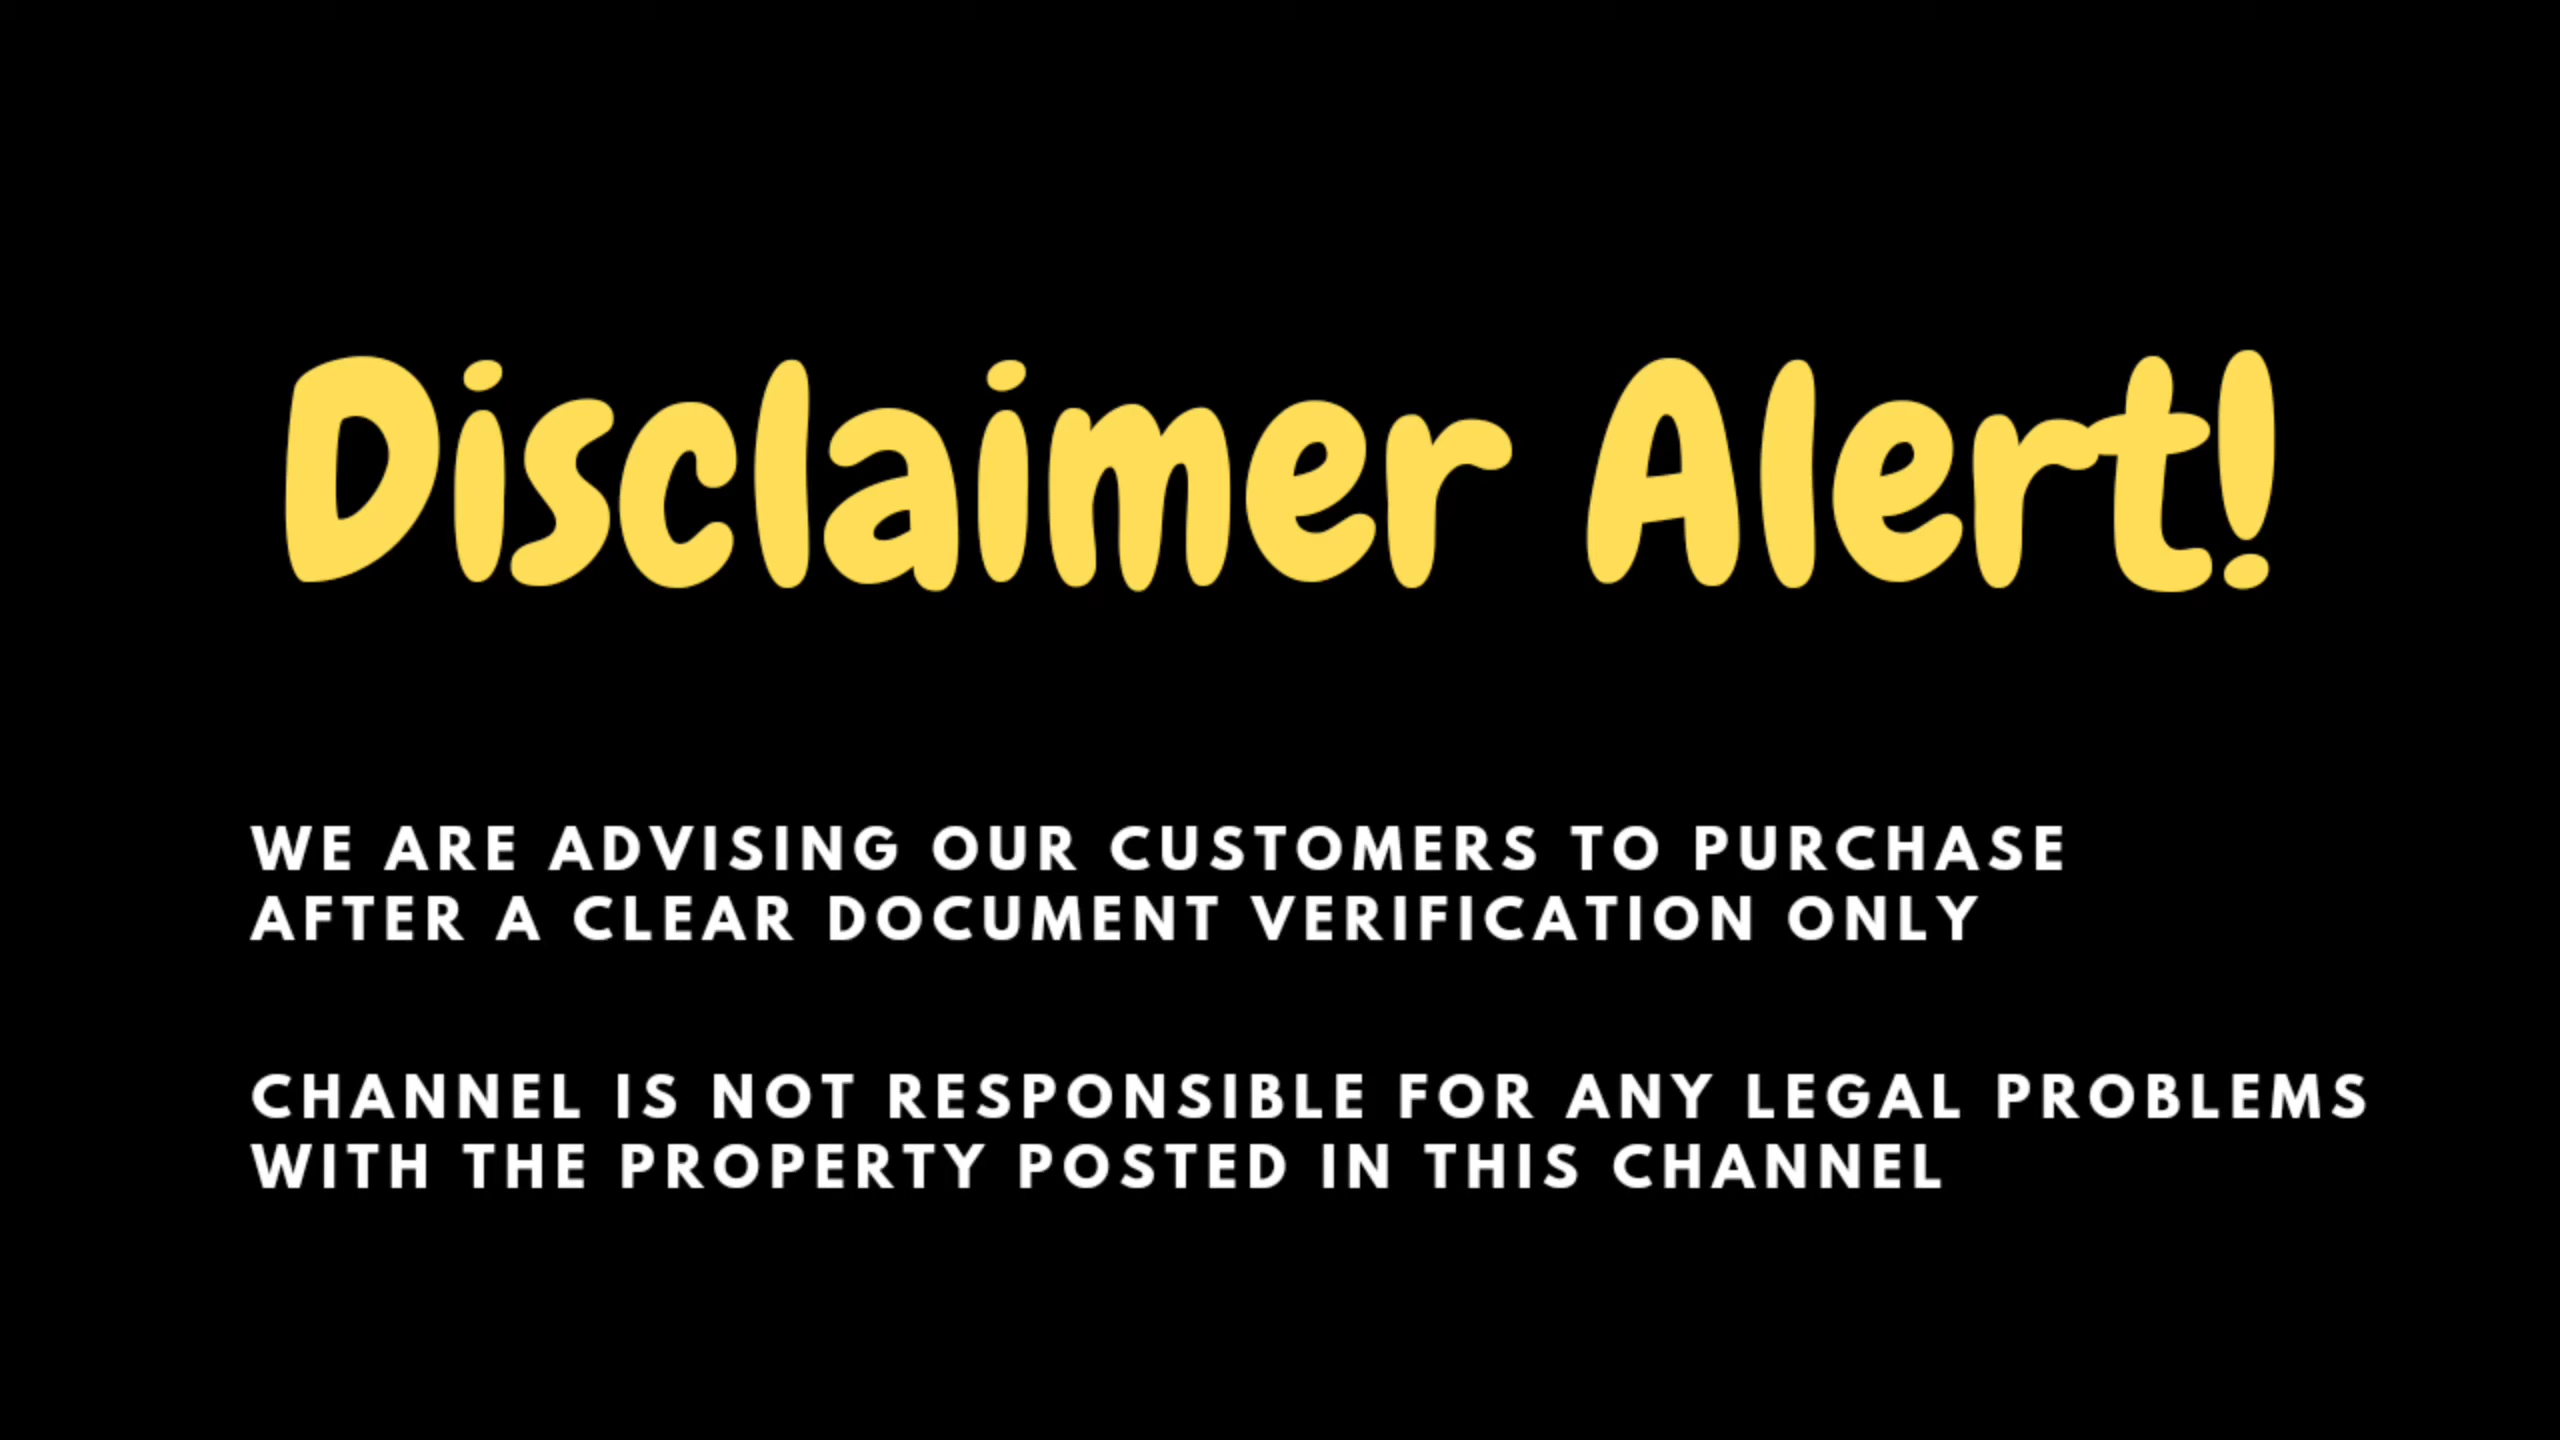 Disclaimer Alert!
WE ARE ADVISING OUR CUSTOMERS TO PURCHASE
AFTER A CLEAR DOCUMENT VERIFICATION ONLY
CHANNEL IS NOT RESPONSIBLE FOR ANY LEGAL PROBLEMS
WITH THE PROPERTY POSTED IN THIS CHANNEL